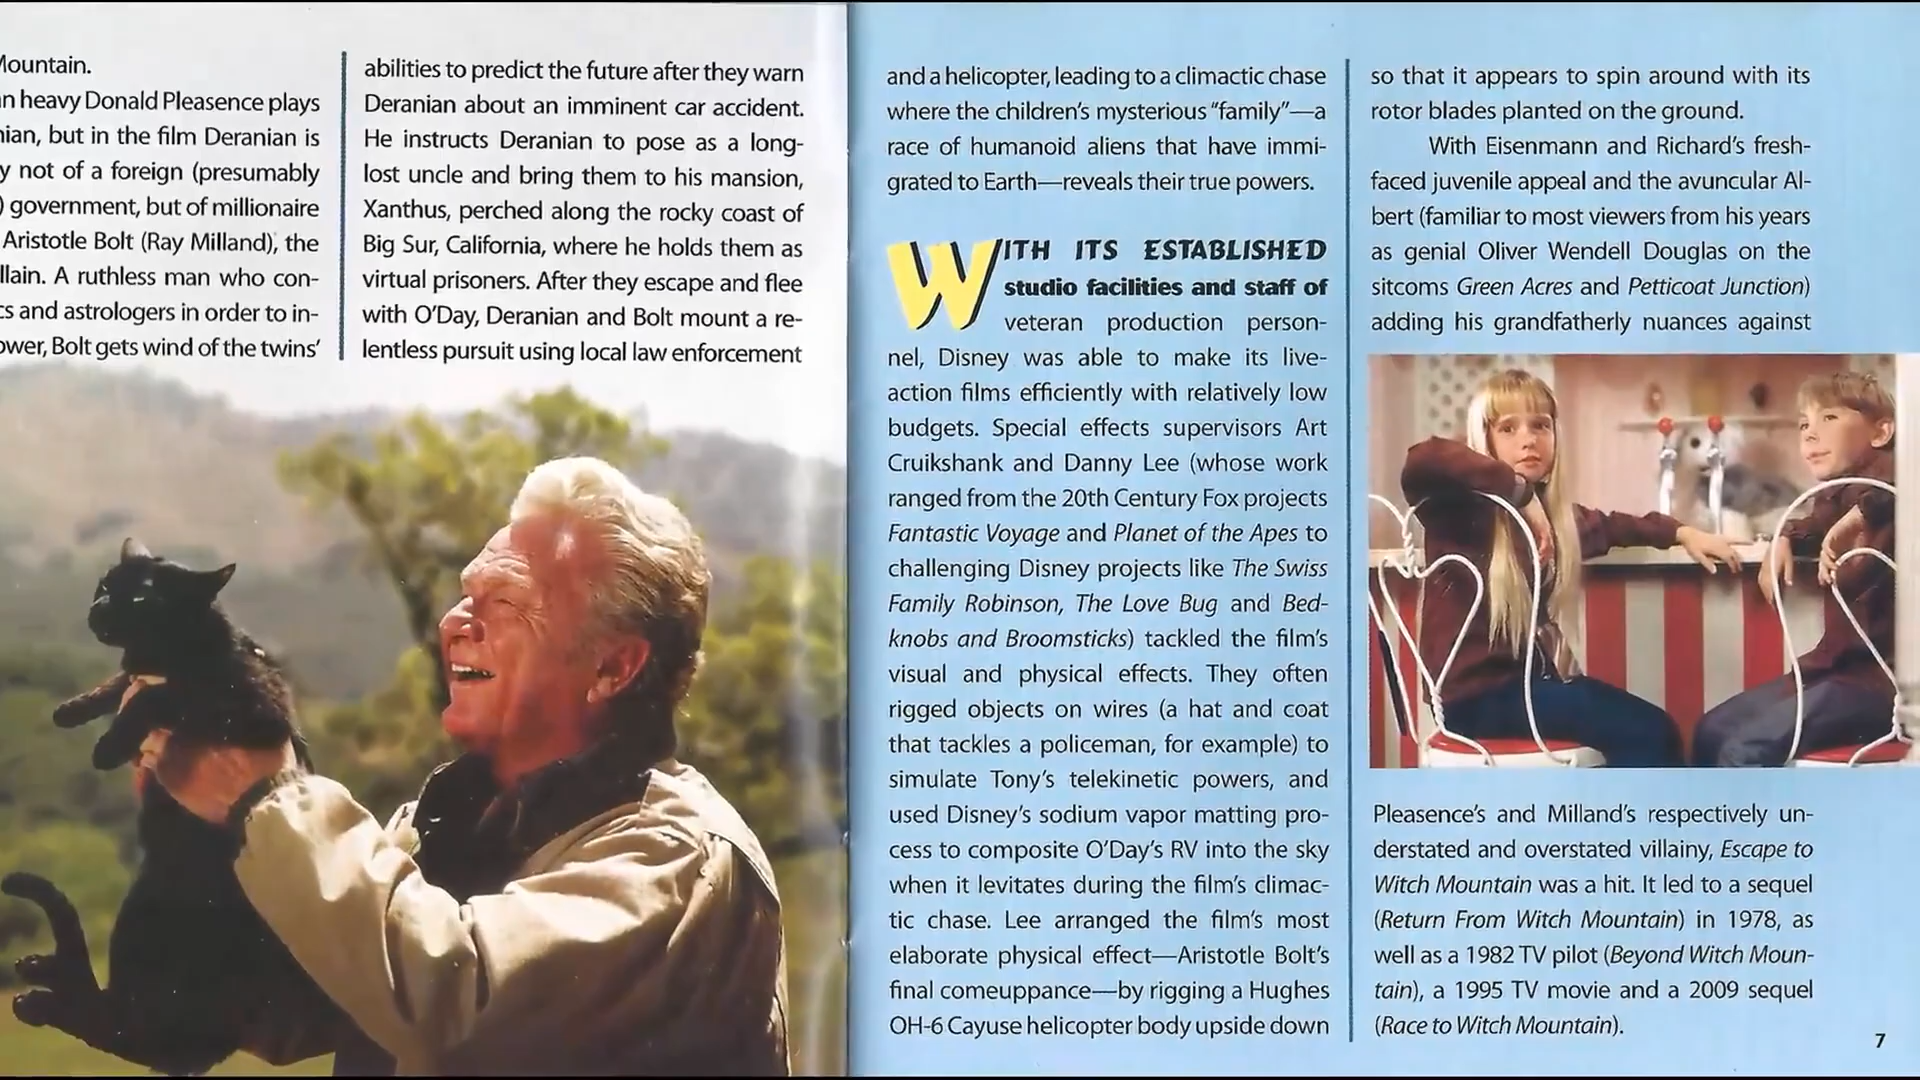 Mountain.
heavy Donald Pleasence plays
but in the film Deranian is
not of a foreign (presumably
) government, but of millionaire
Aristotle Bolt (Ray Milland), the
A ruthless man who con-
and astrologers in order to in-
Bolt gets wind of the twins'
abilities to predict the future after they warn
Deranian about an imminent car accident.
He instructs Deranian to pose as a long-
lost uncle and bring them to his mansion,
Xanthus, perched along the rocky coast of
Big Sur, California, where he holds them as
virtual prisoners. After they escape and flee
with O'Day, Deranian and Bolt mount a re-
lentless pursuit using local law enforcement
and a helicopter, leading to a climactic chase
where the children's mysterious "family"—a
race of humanoid aliens that have immi-
grated to Earth—reveals their true powers.
WITH ITS ESTABLISHED
studio facilities and staff of
veteran production person-
nel, Disney was able to make its live-
action films efficiently with relatively low
budgets. Special effects supervisors Art
Cruikshank and Danny Lee (whose work
ranged from the 20th Century Fox projects
Fantastic Voyage and Planet of the Apes to
challenging Disney projects like The Swiss
Family Robinson, The Love Bug and Bed-
knobs and Broomsticks) tackled the film's
visual and physical effects. They often
rigged objects on wires (a hat and coat
that tackles a policeman, for example) to
simulate Tony's telekinetic powers, and
used Disney's sodium vapor matting pro-
cess to composite O'Day's RV into the sky
when it levitates during the film's climac-
tic chase. Lee arranged the film's most
elaborate physical effect—Aristotle Bolt's
final comeuppance—by rigging a Hughes
OH-6 Cayuse helicopter body upside down
so that it appears to spin around with its
rotor blades planted on the ground.
With Eisenmann and Richard's fresh-
faced juvenile appeal and the avuncular Al-
bert (familiar to most viewers from his years
as genial Oliver Wendell Douglas on the
sitcoms Green Acres and Petticoat Junction)
adding his grandfatherly nuances against
Pleasence's and Milland's respectively un-
derstated and overstated villainy, Escape to
Witch Mountain was a hit. It led to a sequel
(Return From Witch Mountain) in 1978, as
well as a 1982 TV pilot (Beyond Witch Moun-
tain), a 1995 TV movie and a 2009 sequel
(Race to Witch Mountain).
7